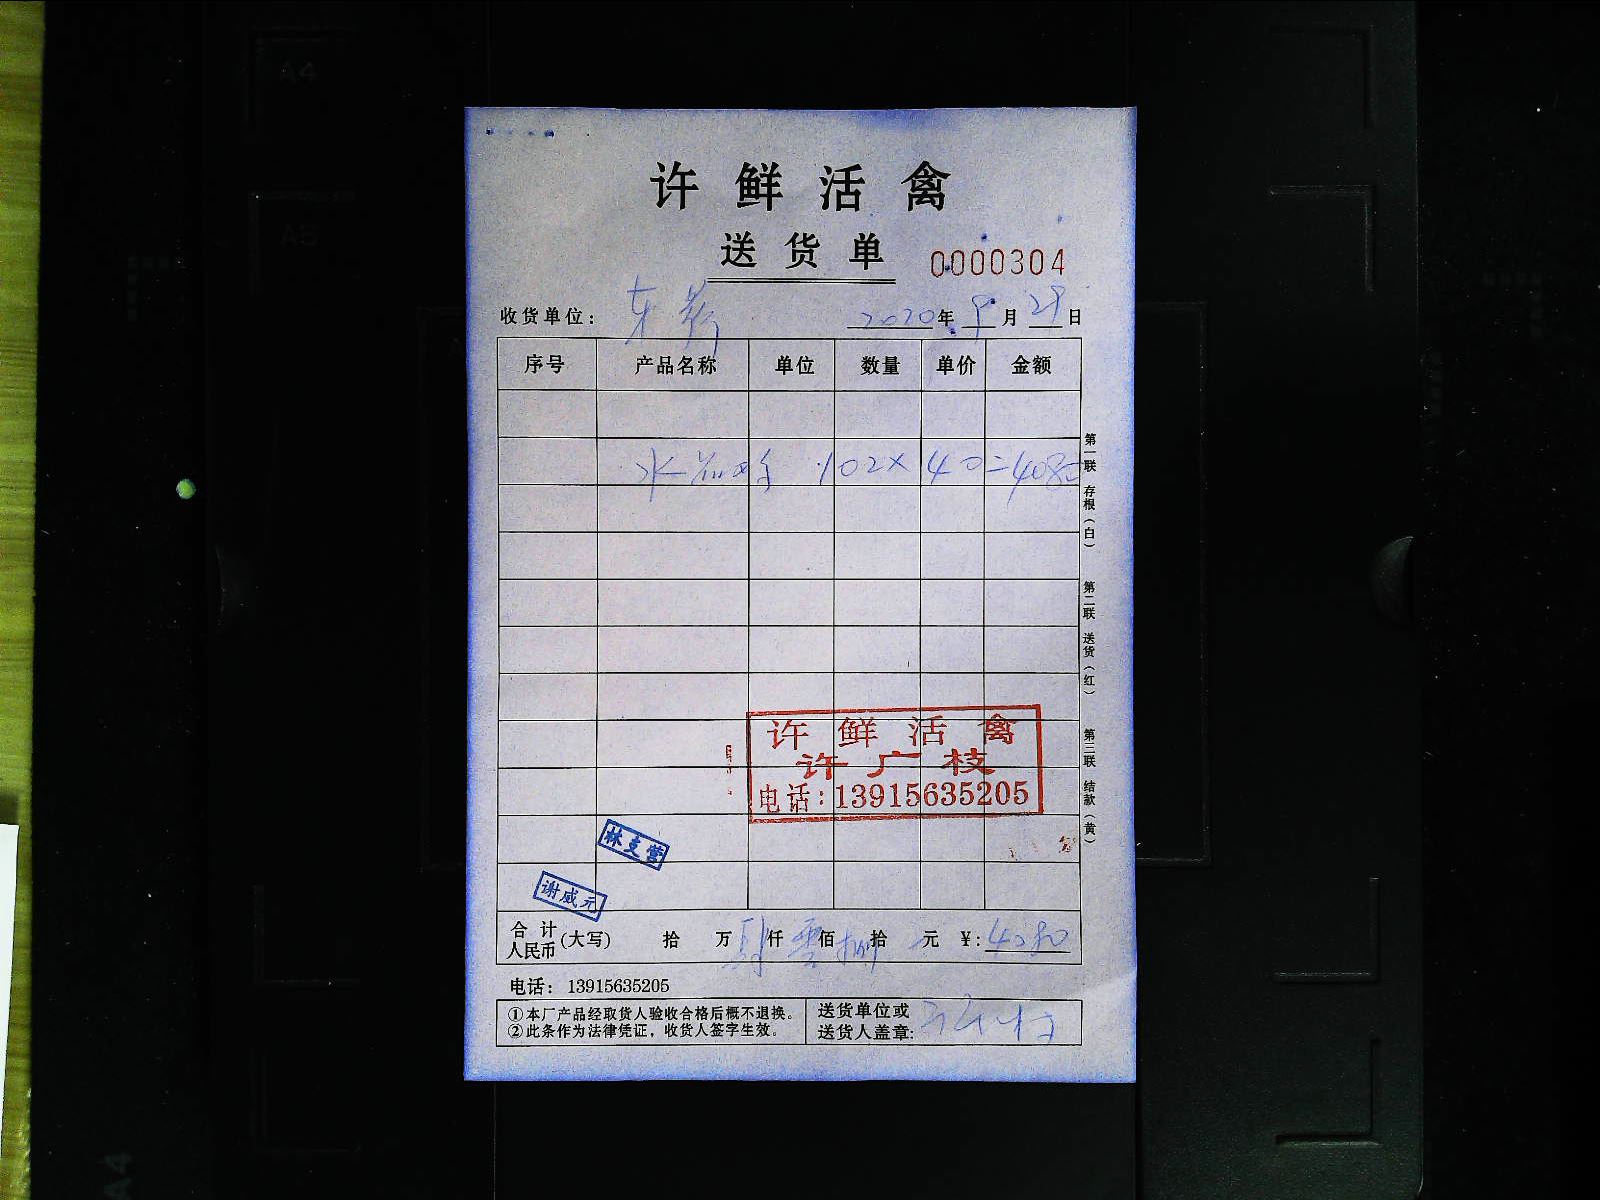 许鲜活禽
送货单 0000304
收货单位: 东 2020年9月29日
序号 产品名称 单位 数量 单价 金额
水 102×40=4080
第一联 存根(白) 第二联 送货(红) 第三联 结款(黄)
许鲜活禽
许广枝
电话:13915635205
林支营
谢威元
合计人民币(大写) 拾 万肆仟零佰捌拾 元 ¥:4080
电话: 13915635205
①本厂产品经取货人验收合格后概不退换。
②此条作为法律凭证,收货人签字生效。
送货单位或
送货人盖章:
A4
A5
A4